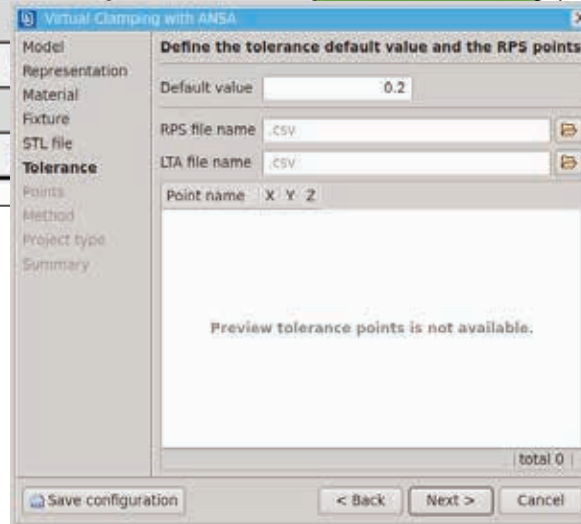 Virtual Clamping with ANSA
Model
Representation
Material
Fixture
STL file
Tolerance
Points
Method
Project type
Summary
Define the tolerance default value and the RPS points
Default value 0.2
RPS file name .csv
LTA file name .csv
Point name X Y Z
Preview tolerance points is not available.
total 0
Save configuration < Back Next > Cancel